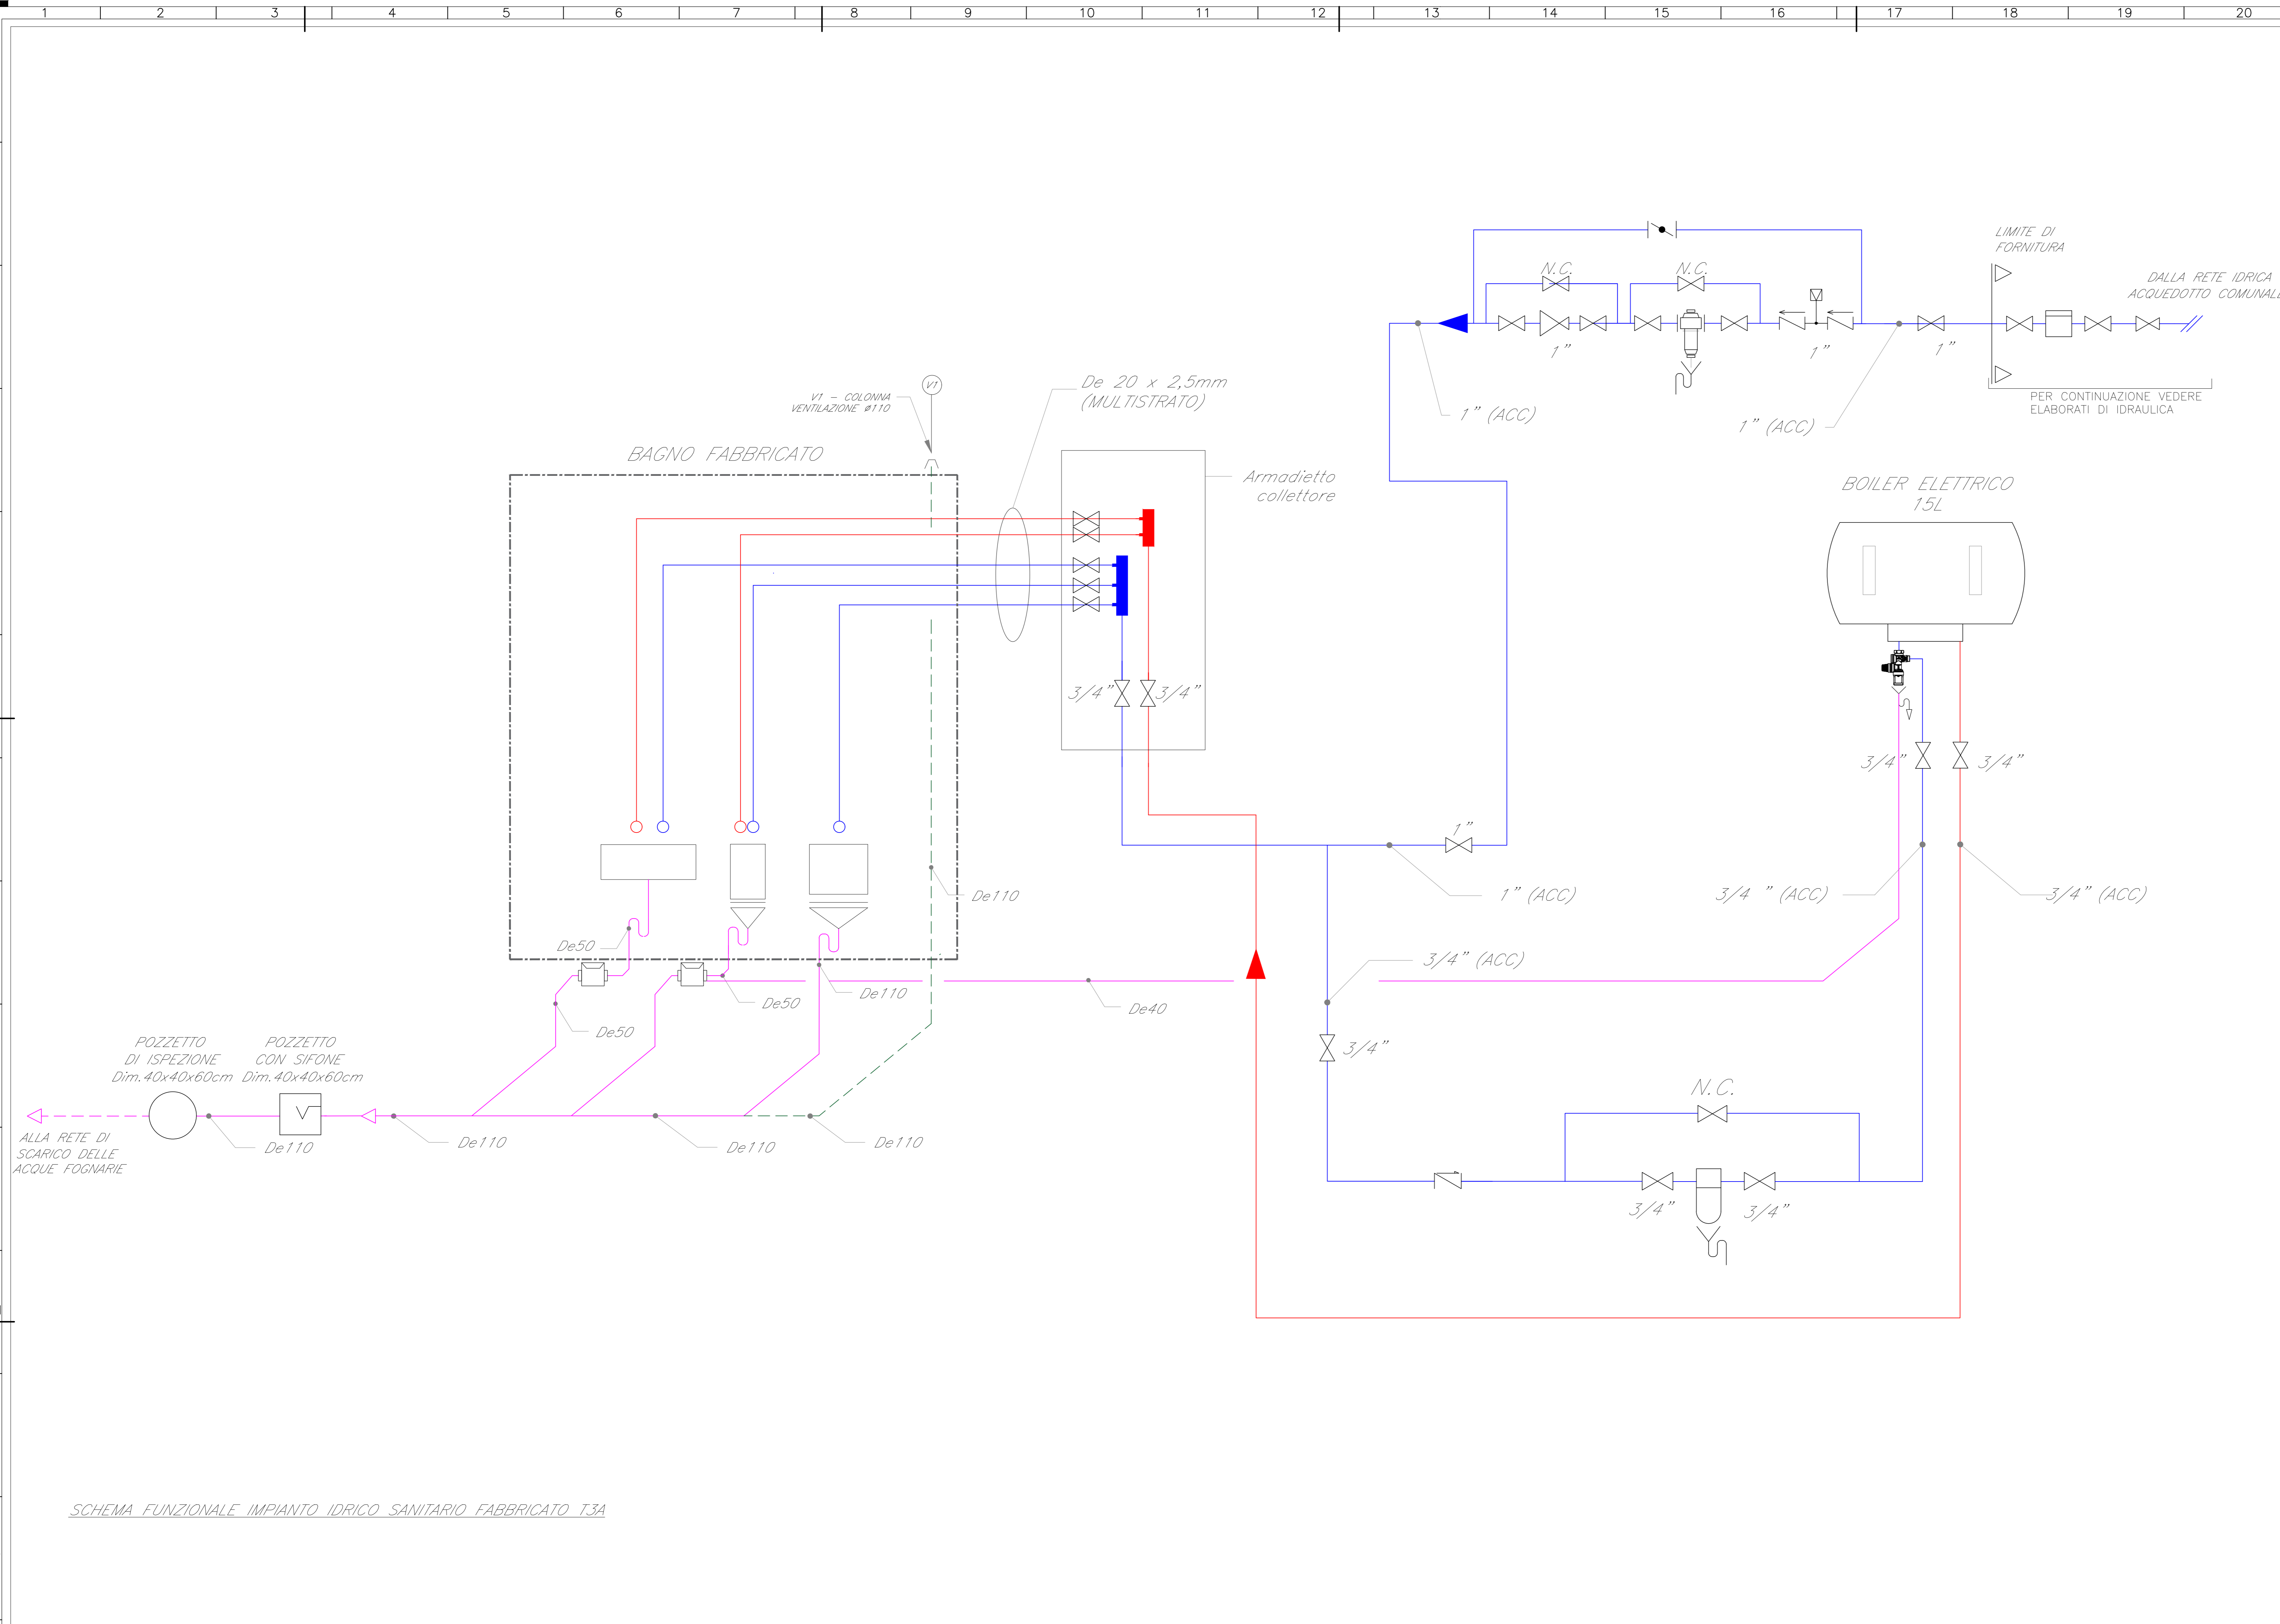 1 2 3 4 5 6 7 8 9 10 11 12 13 14 15 16 17 18 19 20
LIMITE DI
FORNITURA
DALLA RETE IDRICA
ACQUEDOTTO COMUNALE
N.C.
N.C.
1"
1"
1"
1" (ACC)
1" (ACC)
PER CONTINUAZIONE VEDERE
ELABORATI DI IDRAULICA
V1
V1 - COLONNA
VENTILAZIONE Ø110
De 20 x 2,5mm
(MULTISTRATO)
BAGNO FABBRICATO
Armadietto
collettore
BOILER ELETTRICO
15L
3/4"
3/4"
3/4"
3/4"
1"
1" (ACC)
3/4 " (ACC)
3/4" (ACC)
De110
De50
3/4" (ACC)
De110
De50
De40
De50
3/4"
POZZETTO
DI ISPEZIONE
Dim.40x40x60cm
POZZETTO
CON SIFONE
Dim.40x40x60cm
N.C.
ALLA RETE DI
SCARICO DELLE
ACQUE FOGNARIE
De110
De110
De110
De110
3/4"
3/4"
SCHEMA FUNZIONALE IMPIANTO IDRICO SANITARIO FABBRICATO T3A